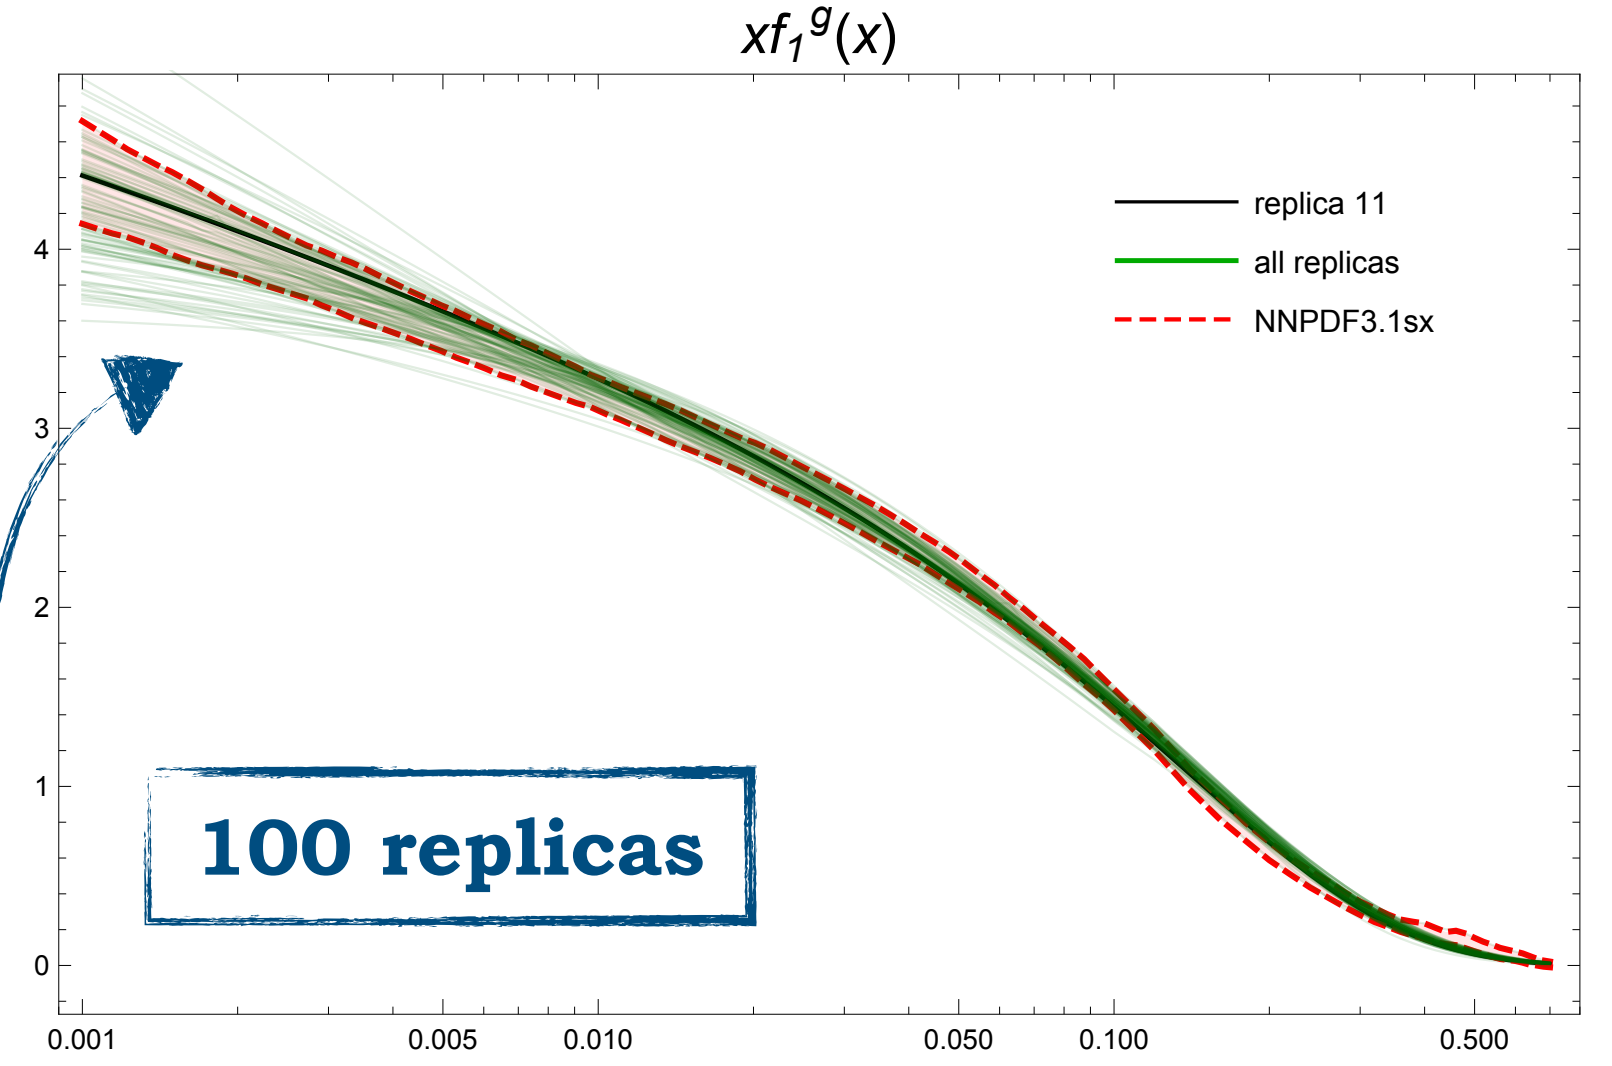 xf₁ᵍ(x)
replica 11
all replicas
NNPDF3.1sx
4
3
2
1
0
100 replicas
0.001 0.005 0.010 0.050 0.100 0.500